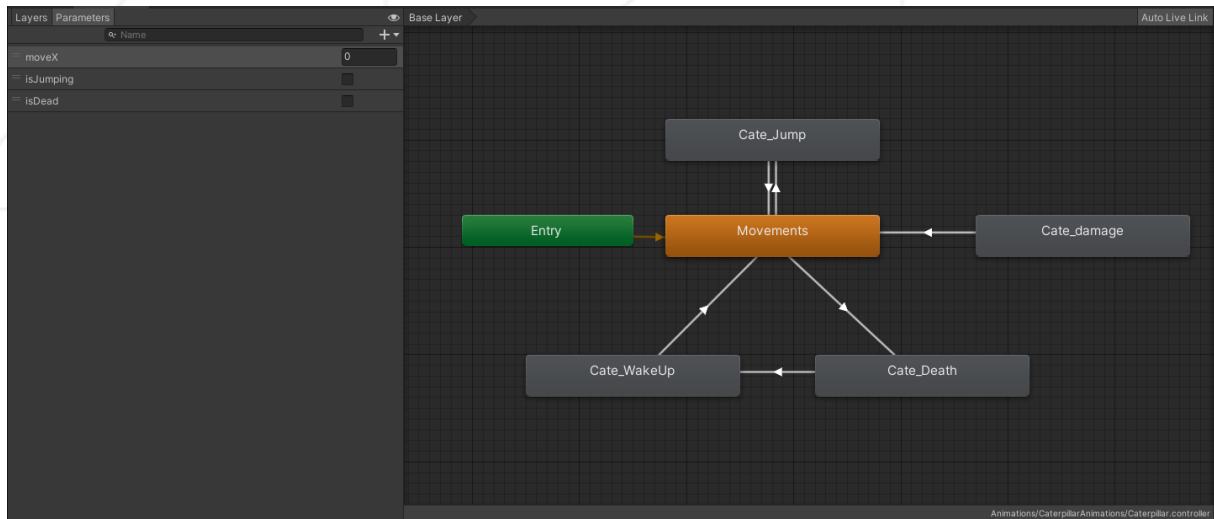 Layers Parameters Base Layer Auto Live Link
Name
moveX 0
isJumping
isDead
Cate_Jump
Entry Movements Cate_damage
Cate_WakeUp Cate_Death
Animations/CaterpillarAnimations/Caterpillar.controller